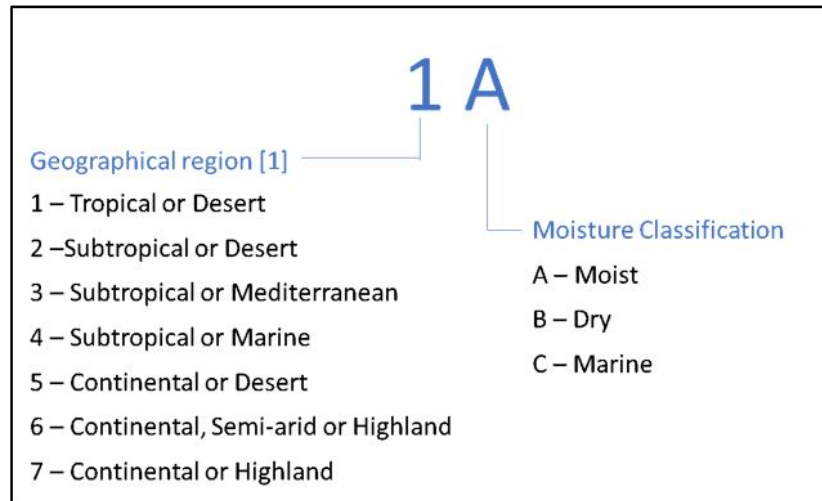 1 A
Geographical region [1]
1 – Tropical or Desert
2 –Subtropical or Desert
3 – Subtropical or Mediterranean
4 – Subtropical or Marine
5 – Continental or Desert
6 – Continental, Semi-arid or Highland
7 – Continental or Highland
Moisture Classification
A – Moist
B – Dry
C – Marine